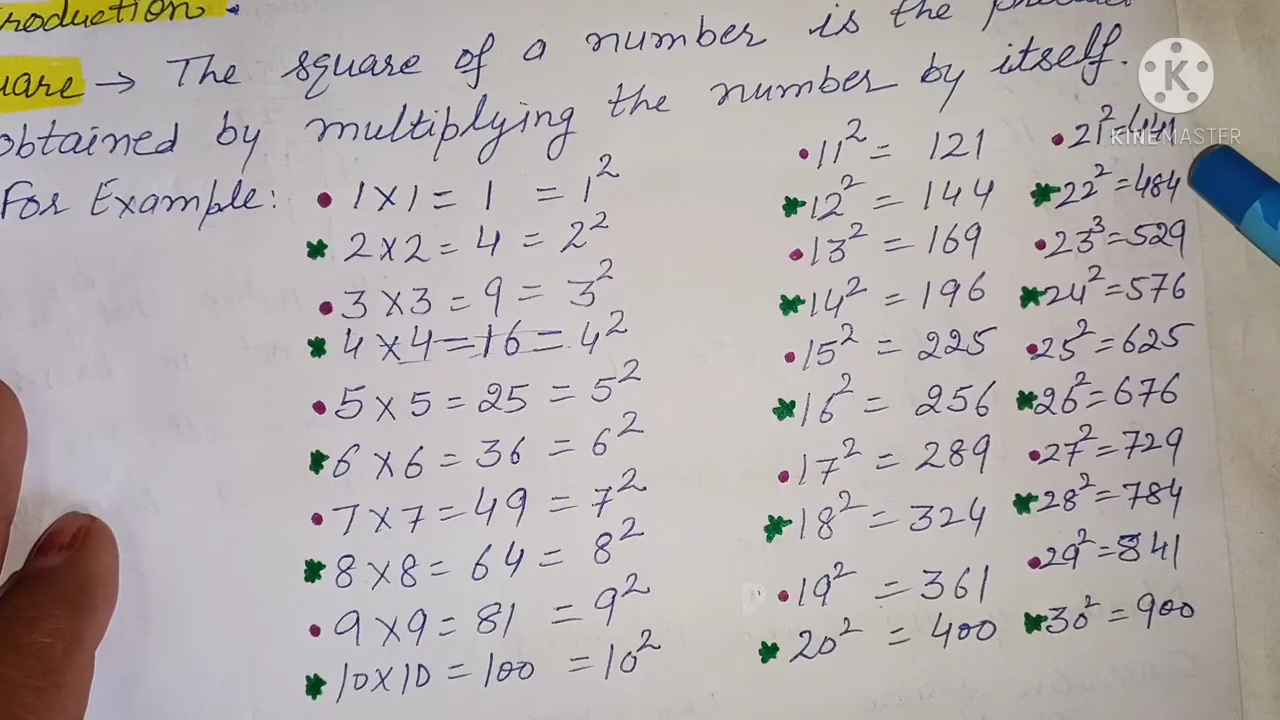 roduction.
uare → The square of a number is the product
obtained by multiplying the number by itself.
For Example:
• 1×1 = 1 = 1²
* 2×2 = 4 = 2²
• 3×3 = 9 = 3²
* 4×4 = 16 = 4²
• 5×5 = 25 = 5²
* 6×6 = 36 = 6²
• 7×7 = 49 = 7²
* 8×8 = 64 = 8²
• 9×9 = 81 = 9²
* 10×10 = 100 = 10²
• 11² = 121
* 12² = 144
• 13² = 169
* 14² = 196
• 15² = 225
* 16² = 256
• 17² = 289
* 18² = 324
• 19² = 361
* 20² = 400
• 21² = 441
* 22² = 484
• 23³ = 529
* 24² = 576
• 25² = 625
* 26² = 676
• 27² = 729
* 28² = 784
• 29² = 841
* 30² = 900
K
KINEMASTER